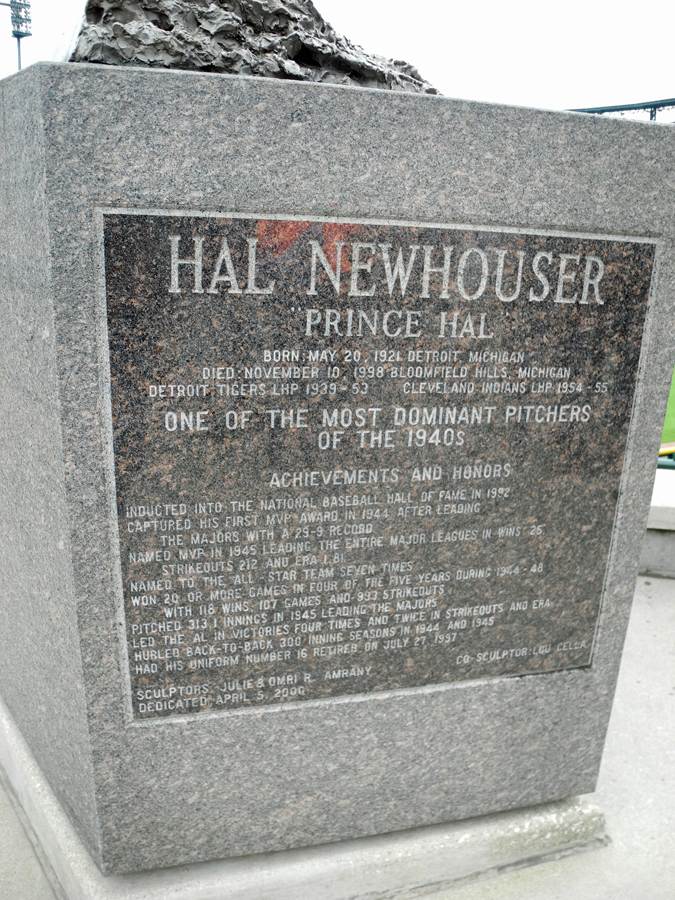 HAL NEWHOUSER
"PRINCE HAL"
BORN: MAY 20, 1921 DETROIT, MICHIGAN
DIED: NOVEMBER 10, 1998 BLOOMFIELD HILLS, MICHIGAN
DETROIT TIGERS LHP 1939 - 53 CLEVELAND INDIANS LHP 1954 - 55
ONE OF THE MOST DOMINANT PITCHERS
OF THE 1940S
ACHIEVEMENTS AND HONORS
INDUCTED INTO THE NATIONAL BASEBALL HALL OF FAME IN 1992
CAPTURED HIS FIRST MVP AWARD IN 1944 AFTER LEADING
THE MAJORS WITH A 29-9 RECORD
NAMED MVP IN 1945 LEADING THE ENTIRE MAJOR LEAGUES IN WINS 25,
STRIKEOUTS 212 AND ERA 1.81
NAMED TO THE ALL-STAR TEAM SEVEN TIMES
WON 20 OR MORE GAMES IN FOUR OF THE FIVE YEARS DURING 1944-48
WITH 118 WINS, 107 GAMES AND 993 STRIKEOUTS
PITCHED 313.1 INNINGS IN 1945 LEADING THE MAJORS
LED THE AL IN VICTORIES FOUR TIMES AND TWICE IN STRIKEOUTS AND ERA
HURLED BACK-TO-BACK 300 INNING SEASONS IN 1944 AND 1945
HAD HIS UNIFORM NUMBER 16 RETIRED ON JULY 27, 1997
CO-SCULPTOR: LOU CELLA
SCULPTORS: JULIE & OMRI R. AMRANY
DEDICATED APRIL 5, 2000